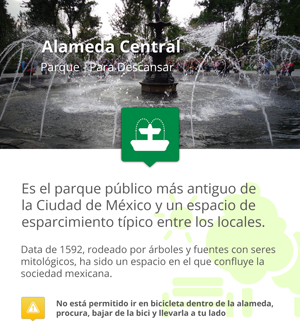 Alameda Central
Parque - Para Descansar
Es el parque público más antiguo de
la Ciudad de México y un espacio de
esparcimiento típico entre los locales.
Data de 1592, rodeado por árboles y fuentes con seres
mitológicos, ha sido un espacio en el que confluye la
sociedad mexicana.
No está permitido ir en bicicleta dentro de la alameda,
procura, bajar de la bici y llevarla a tu lado